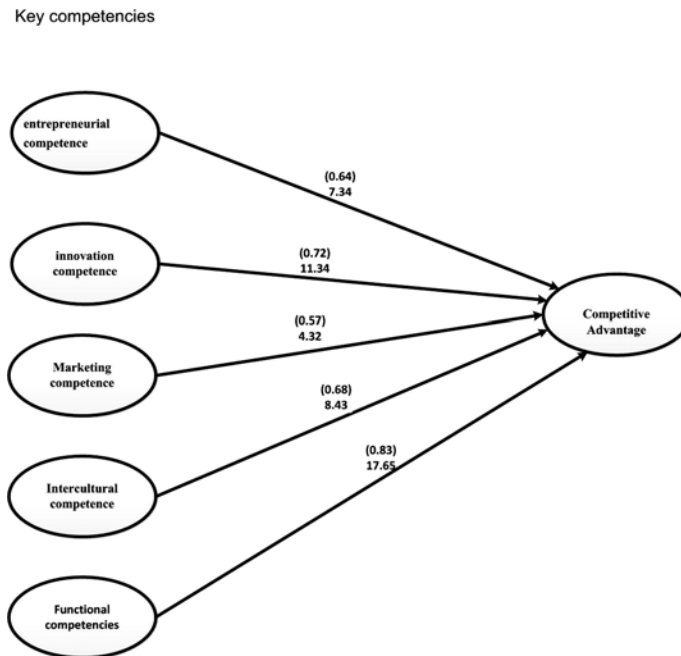 Key competencies
entrepreneurial
competence
(0.64)
7.34
innovation
competence
(0.72)
11.34
Competitive
Advantage
(0.57)
4.32
Marketing
competence
(0.68)
8.43
(0.83)
17.65
Intercultural
competence
Functional
competencies